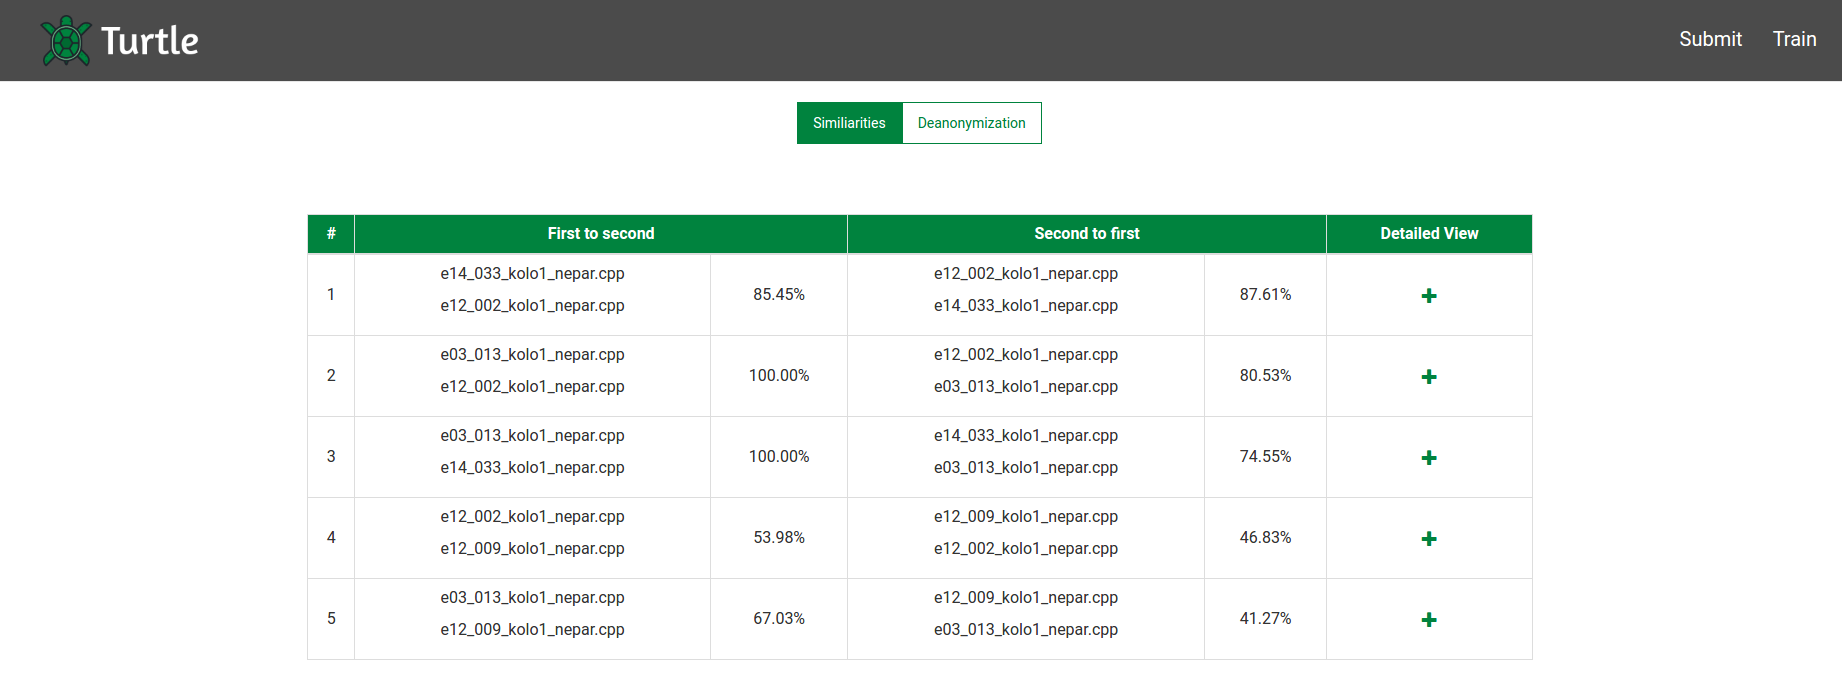 Turtle
Submit Train
Similiarities Deanonymization
# First to second Second to first Detailed View
1 e14_033_kolo1_nepar.cpp e12_002_kolo1_nepar.cpp 85.45% e12_002_kolo1_nepar.cpp e14_033_kolo1_nepar.cpp 87.61%
2 e03_013_kolo1_nepar.cpp e12_002_kolo1_nepar.cpp 100.00% e12_002_kolo1_nepar.cpp e03_013_kolo1_nepar.cpp 80.53%
3 e03_013_kolo1_nepar.cpp e14_033_kolo1_nepar.cpp 100.00% e14_033_kolo1_nepar.cpp e03_013_kolo1_nepar.cpp 74.55%
4 e12_002_kolo1_nepar.cpp e12_009_kolo1_nepar.cpp 53.98% e12_009_kolo1_nepar.cpp e12_002_kolo1_nepar.cpp 46.83%
5 e03_013_kolo1_nepar.cpp e12_009_kolo1_nepar.cpp 67.03% e12_009_kolo1_nepar.cpp e03_013_kolo1_nepar.cpp 41.27%